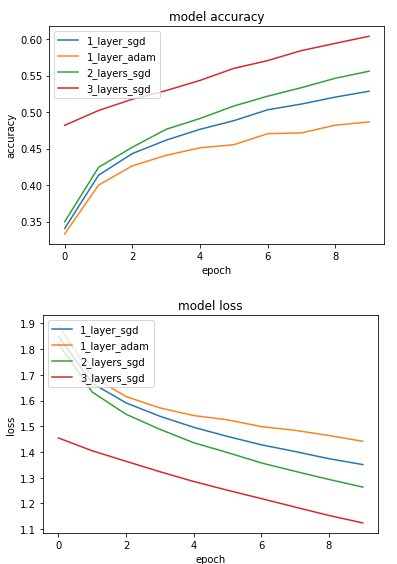 model accuracy
1_layer_sgd
1_layer_adam
2_layers_sgd
3_layers_sgd
0.60
0.55
0.50
0.45
0.40
0.35
accuracy
0 2 4 6 8
epoch
model loss
1_layer_sgd
1_layer_adam
2_layers_sgd
3_layers_sgd
1.9
1.8
1.7
1.6
1.5
1.4
1.3
1.2
1.1
loss
0 2 4 6 8
epoch